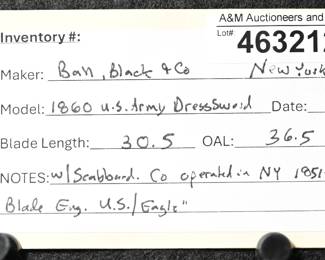 A&M Auctioneers and
Inventory #: Lot# 463212
Maker: Ball, Black & Co New York
Model: 1860 U.S. Army Dress Sword Date:
Blade Length: 30.5 OAL: 36.5
NOTES: w/ Scabbard. Co operated in NY 1851
Blade Eng. U.S./Eagle"